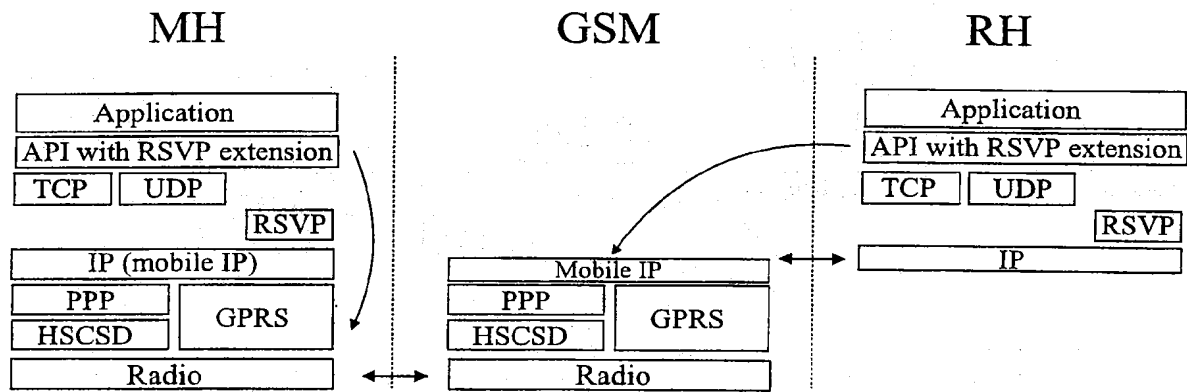 MH
GSM
RH
Application
API with RSVP extension
TCP
UDP
RSVP
IP (mobile IP)
PPP
HSCSD
GPRS
Radio
Mobile IP
PPP
HSCSD
GPRS
Radio
Application
API with RSVP extension
TCP
UDP
RSVP
IP